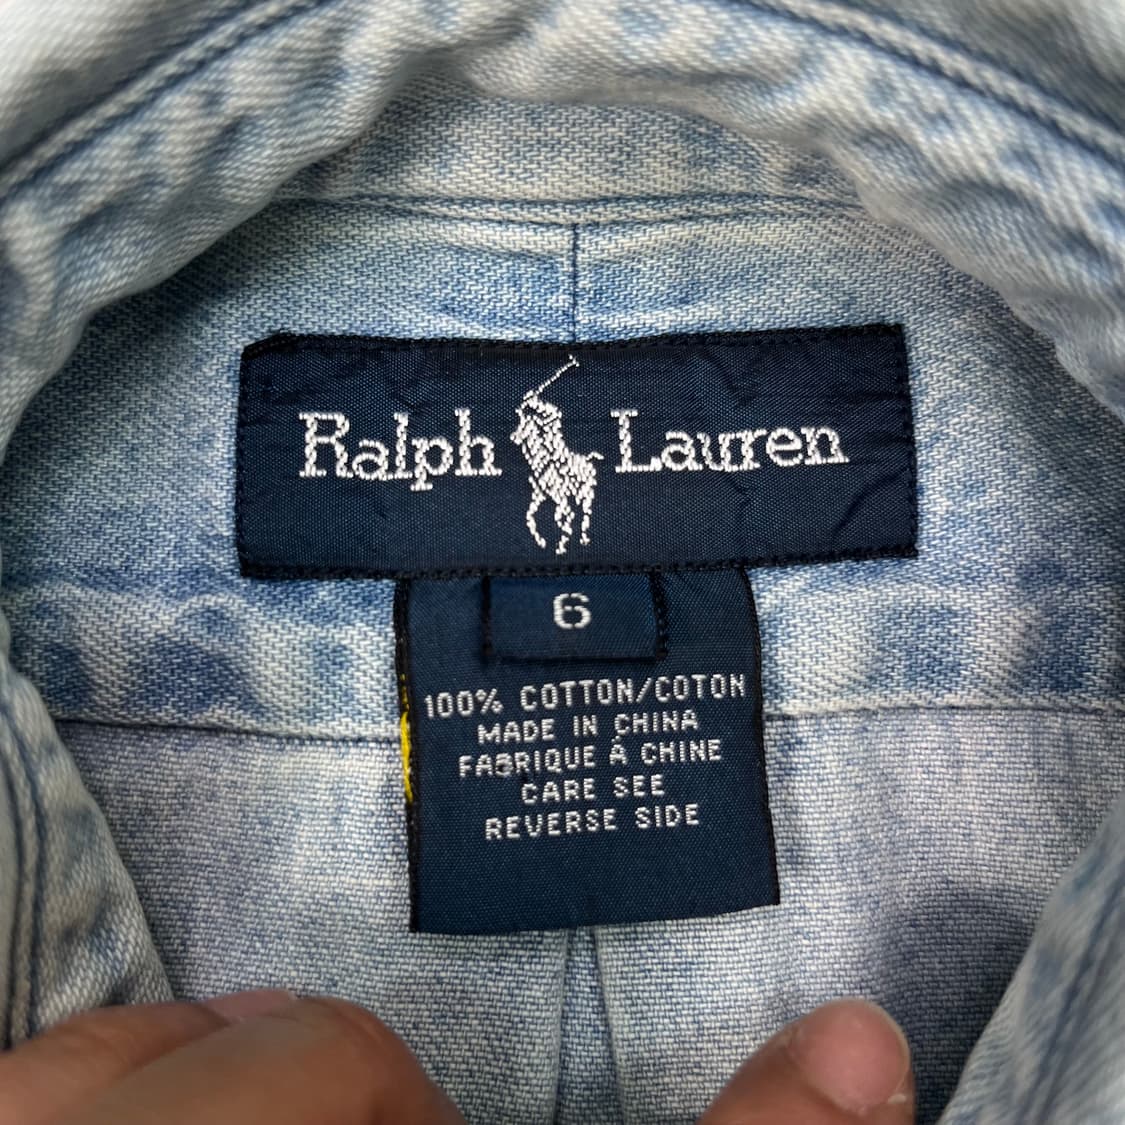 Ralph Lauren
6
100% COTTON/COTON
MADE IN CHINA
FABRIQUE À CHINE
CARE SEE
REVERSE SIDE